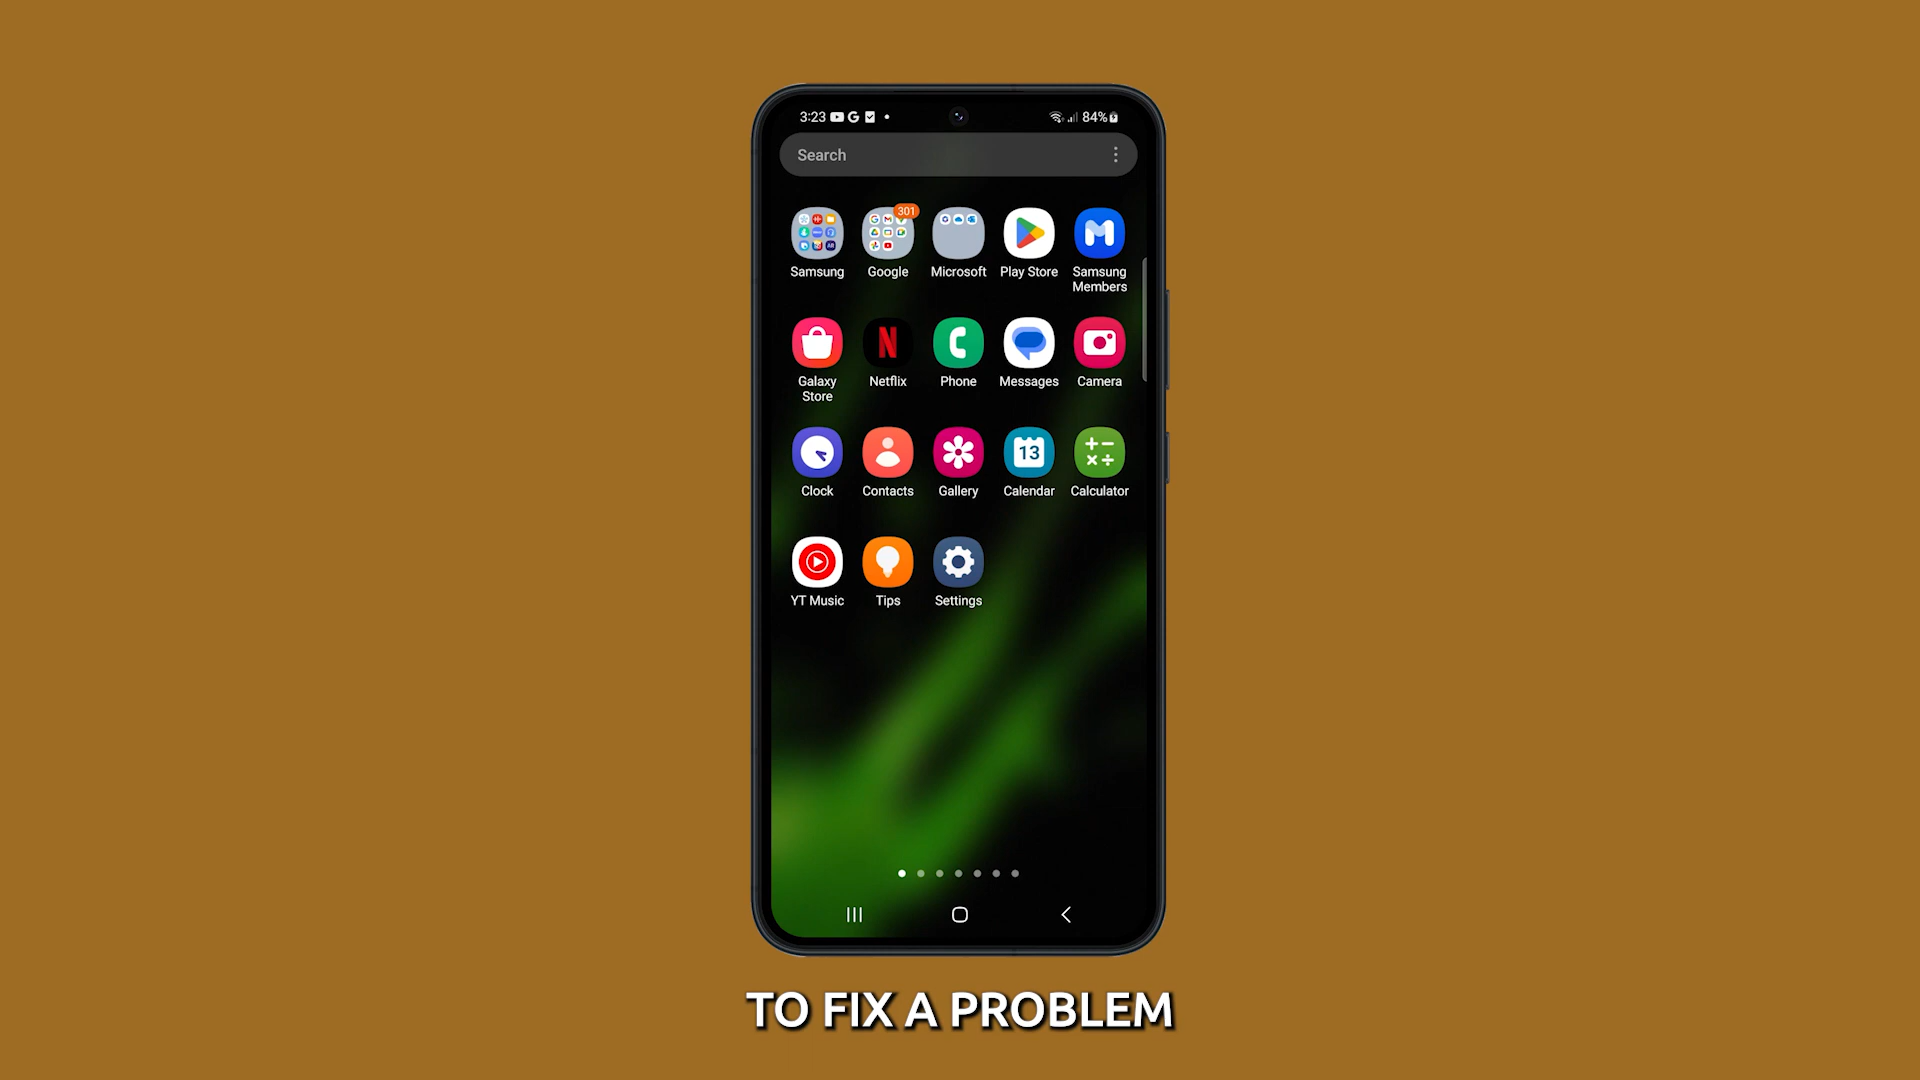 3:23
84%
Search
301
Samsung
Google
Microsoft
Play Store
Samsung
Members
Galaxy
Store
Netflix
Phone
Messages
Camera
Clock
Contacts
Gallery
13
Calendar
Calculator
YT Music
Tips
Settings
TO FIX A PROBLEM